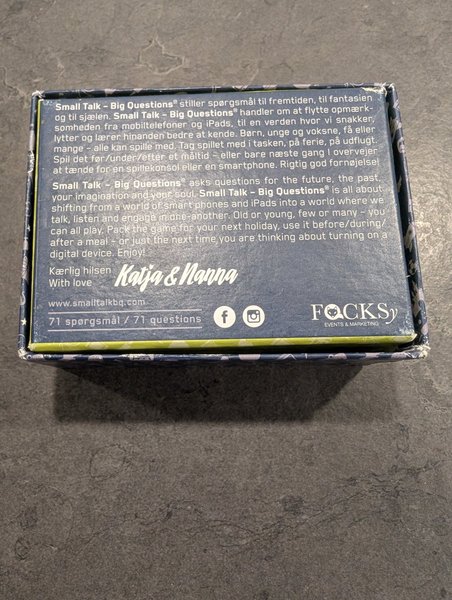 Small Talk – Big Questions® stiller spørgsmål til fremtiden, til fantasien
og til sjælen. Small Talk – Big Questions® handler om at flytte opmærk-
somheden fra mobiltelefoner og iPads, til en verden hvor vi snakker,
lytter og lærer hinanden bedre at kende. Børn, unge og voksne, få eller
mange – alle kan spille med. Tag spillet med i tasken, på ferie, på udflugt.
Spil det før/under/efter et måltid – eller bare næste gang I overvejer
at tænde for en spillekonsol eller en smartphone. Rigtig god fornøjelse!
Small Talk – Big Questions® asks questions for the future, the past,
your imagination and your soul. Small Talk – Big Questions® is all about
shifting from a world of smart phones and iPads into a world where we
talk, listen and engage in one-another. Old or young, few or many – you
can all play. Pack the game for your next holiday, use it before/during/
after a meal – or just the next time you are thinking about turning on a
digital device. Enjoy!
Kærlig hilsen
With love
Katja & Nanna
www.smalltalkbq.com
71 spørgsmål / 71 questions
FOCKSy
EVENTS & MARKETING